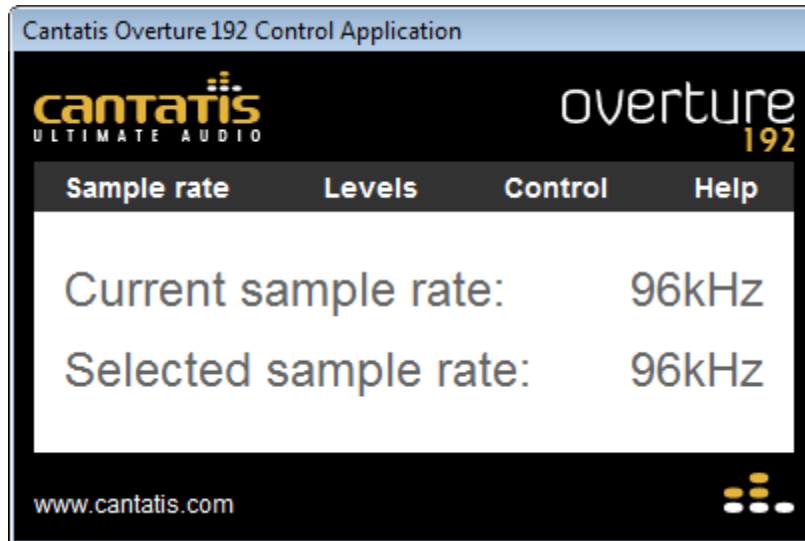 Cantatis Overture 192 Control Application
cantatis overture
ULTIMATE AUDIO 192
Sample rate Levels Control Help
Current sample rate: 96kHz
Selected sample rate: 96kHz
www.cantatis.com